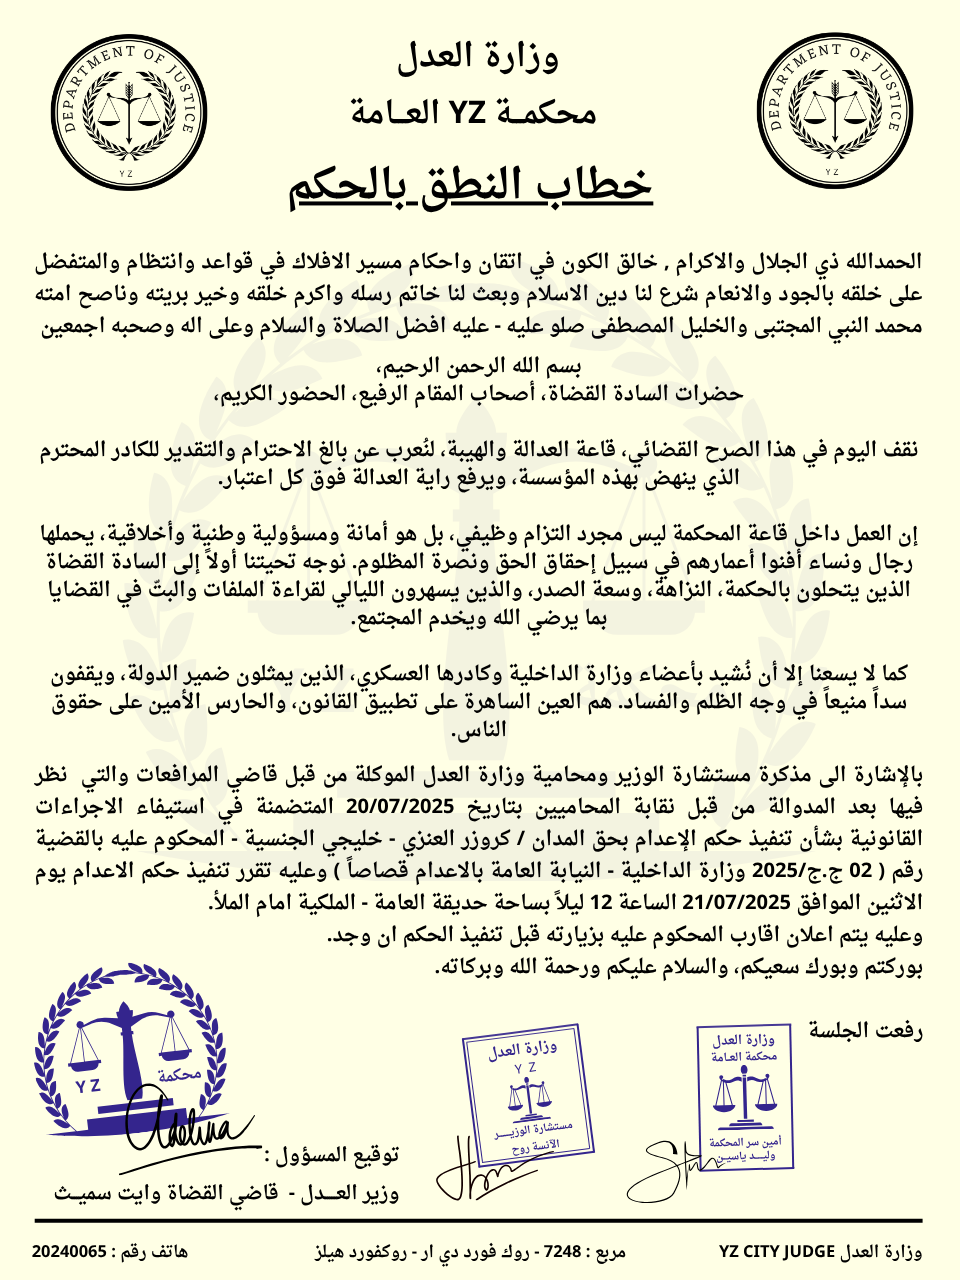 DEPARTMENT OF JUSTICE
YZ
وزارة العدل
محكمـة YZ العـامة
خطاب النطق بالحكم
DEPARTMENT OF JUSTICE
YZ
الحمدالله ذي الجلال والاكرام , خالق الكون في اتقان واحكام مسير الافلاك في قواعد وانتظام والمتفضل
على خلقه بالجود والانعام شرع لنا دين الاسلام وبعث لنا خاتم رسله واكرم خلقه وخير بريته وناصح امته
محمد النبي المجتبى والخليل المصطفى صلو عليه - عليه افضل الصلاة والسلام وعلى اله وصحبه اجمعين
بسم الله الرحمن الرحيم،
حضرات السادة القضاة، أصحاب المقام الرفيع، الحضور الكريم،
نقف اليوم في هذا الصرح القضائي، قاعة العدالة والهيبة، لنُعرب عن بالغ الاحترام والتقدير للكادر المحترم
الذي ينهض بهذه المؤسسة، ويرفع راية العدالة فوق كل اعتبار.
إن العمل داخل قاعة المحكمة ليس مجرد التزام وظيفي، بل هو أمانة ومسؤولية وطنية وأخلاقية، يحملها
رجال ونساء أفنوا أعمارهم في سبيل إحقاق الحق ونصرة المظلوم. نوجه تحيتنا أولاً إلى السادة القضاة
الذين يتحلون بالحكمة، النزاهة، وسعة الصدر، والذين يسهرون الليالي لقراءة الملفات والبتّ في القضايا
بما يرضي الله ويخدم المجتمع.
كما لا يسعنا إلا أن نُشيد بأعضاء وزارة الداخلية وكادرها العسكري، الذين يمثلون ضمير الدولة، ويقفون
سداً منيعاً في وجه الظلم والفساد. هم العين الساهرة على تطبيق القانون، والحارس الأمين على حقوق
الناس.
بالإشارة الى مذكرة مستشارة الوزير ومحامية وزارة العدل الموكلة من قبل قاضي المرافعات والتي نظر
فيها بعد المدوالة من قبل نقابة المحاميين بتاريخ 20/07/2025 المتضمنة في استيفاء الاجراءات
القانونية بشأن تنفيذ حكم الإعدام بحق المدان / كروزر العنزي - خليجي الجنسية - المحكوم عليه بالقضية
رقم ( 02 ج.ج/2025 وزارة الداخلية - النيابة العامة بالاعدام قصاصاً ) وعليه تقرر تنفيذ حكم الاعدام يوم
الاثنين الموافق 21/07/2025 الساعة 12 ليلاً بساحة حديقة العامة - الملكية امام الملأ.
وعليه يتم اعلان اقارب المحكوم عليه بزيارته قبل تنفيذ الحكم ان وجد.
بوركتم وبورك سعيكم، والسلام عليكم ورحمة الله وبركاته.
رفعت الجلسة
وزارة العدل
محكمة العـامة
أمين سر المحكمة
وليــد ياسيـن
وزارة العدل
Y Z
مستشارة الوزيـــر
الآنسة روح
محكمة
Y Z
Adelina
توقيع المسؤول :
وزير العــدل - قاضي القضاة وايت سميـث
وزارة العدل YZ CITY JUDGE
مربع : 7248 - روك فورد دي ار - روكفورد هيلز
هاتف رقم : 20240065